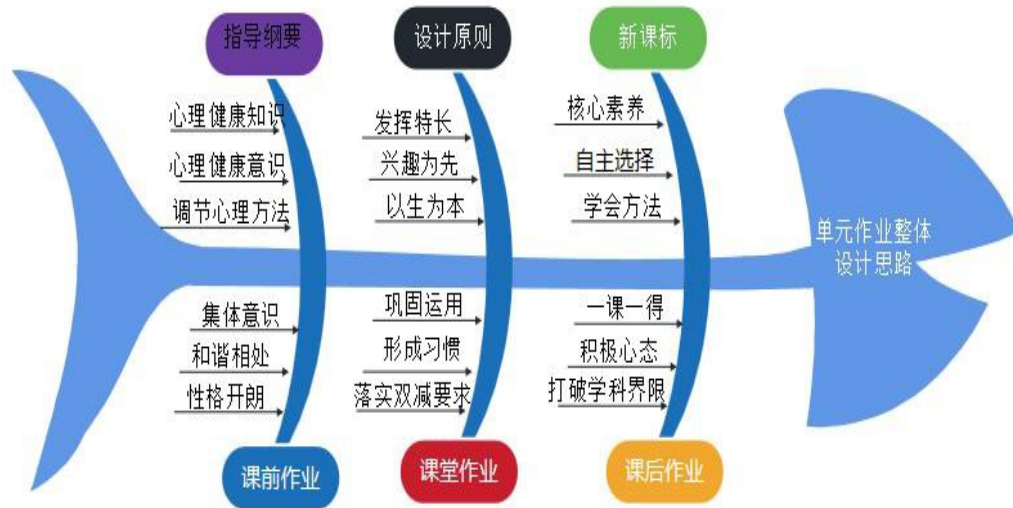 指导纲要
设计原则
新课标
心理健康知识
心理健康意识
调节心理方法
发挥特长
兴趣为先
以生为本
核心素养
自主选择
学会方法
单元作业整体
设计思路
集体意识
和谐相处
性格开朗
巩固运用
形成习惯
落实双减要求
一课一得
积极心态
打破学科界限
课前作业
课堂作业
课后作业